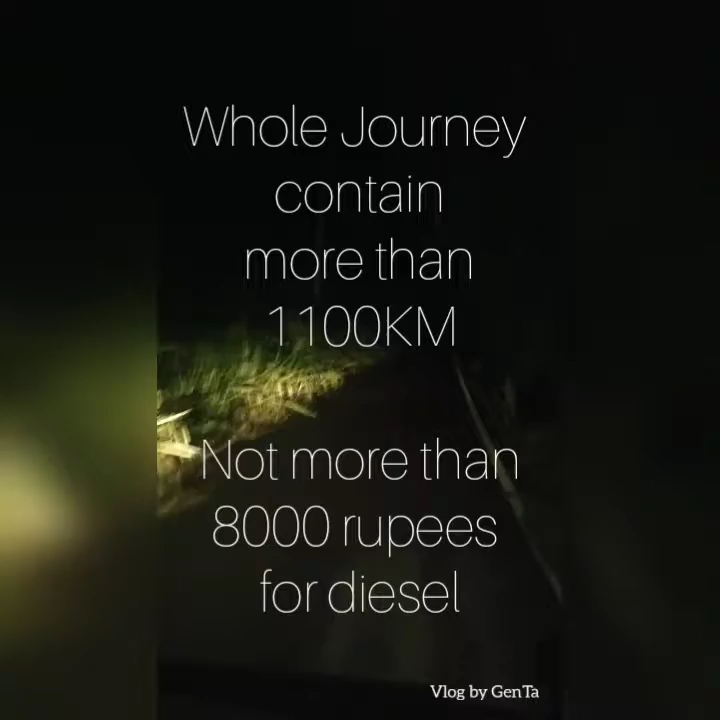 Whole Journey
contain
more than
1100KM
Not more than
8000 rupees
for diesel
Vlog by GenTa